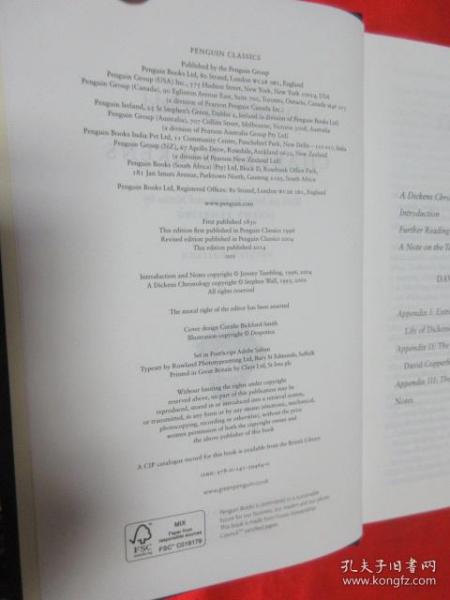 PENGUIN CLASSICS
Published by the Penguin Group
Penguin Books Ltd, 80 Strand, London WC2R 0RL, England
Penguin Group (USA) Inc., 375 Hudson Street, New York, New York 10014, USA
Penguin Group (Canada), 90 Eglinton Avenue East, Suite 700, Toronto, Ontario, Canada M4P 2Y3
(a division of Pearson Penguin Canada Inc.)
Penguin Ireland, 25 St Stephen's Green, Dublin 2, Ireland (a division of Penguin Books Ltd)
Penguin Group (Australia), 707 Collins Street, Melbourne, Victoria 3008, Australia
(a division of Pearson Australia Group Pty Ltd)
Penguin Books India Pvt Ltd, 11 Community Centre, Panchsheel Park, New Delhi – 110 017, India
Penguin Group (NZ), 67 Apollo Drive, Rosedale, Auckland 0632, New Zealand
(a division of Pearson New Zealand Ltd)
Penguin Books (South Africa) (Pty) Ltd, Block D, Rosebank Office Park,
181 Jan Smuts Avenue, Parktown North, Gauteng 2193, South Africa
Penguin Books Ltd, Registered Offices: 80 Strand, London WC2R 0RL, England
www.penguin.com
First published 1850
This edition first published in Penguin Classics 1996
Revised edition published in Penguin Classics 2004
This edition published 2014
Introduction and Notes copyright © Jeremy Tambling, 1996, 2004
A Dickens Chronology copyright © Stephen Wall, 1995, 2002
All rights reserved
The moral right of the editor has been asserted
Cover design Coralie Bickford-Smith
Illustration copyright © Despotica
Set in PostScript Adobe Sabon
Typeset by Rowland Phototypesetting Ltd, Bury St Edmunds, Suffolk
Printed in Great Britain by Clays Ltd, St Ives plc
Without limiting the rights under copyright
reserved above, no part of this publication may be
reproduced, stored in or introduced into a retrieval system,
or transmitted, in any form or by any means (electronic, mechanical,
photocopying, recording or otherwise), without the prior
written permission of both the copyright owner and
the above publisher of this book
A CIP catalogue record for this book is available from the British Library
ISBN: 978-0-141-
www.greenpenguin.co.uk
FSC
MIX
Paper from
responsible sources
FSC® C018179
Penguin Books is committed to a sustainable
future for our business, our readers and our planet.
This book is made from Forest Stewardship
Council™ certified paper.
A Dickens Chro
Introduction
Further Reading
A Note on the T
DA
Appendix I:
Life of Dickens
Appendix II: The
David Copperfi
Appendix III: The
Notes
孔夫子旧书网
www.kongfz.com